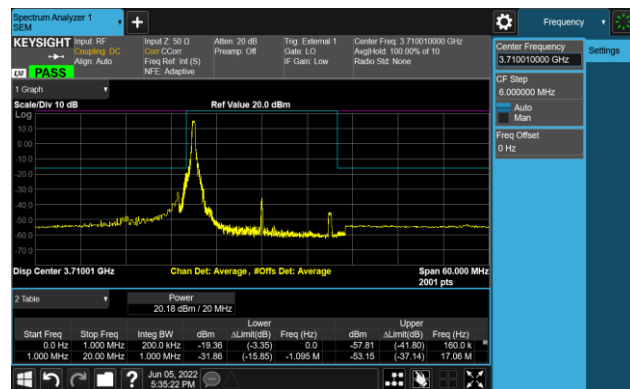 Spectrum Analyzer 1
SEM
Frequency
KEYSIGHT
Input: RF
Coupling: DC
Align: Auto
Input Z: 50 Ω
Corr CCorr
Freq Ref: Int (S)
NFE: Adaptive
Atten: 20 dB
Preamp: Off
Trig: External 1
Gate: LO
IF Gain: Low
Center Freq: 3.710010000 GHz
Avg|Hold: 100.00% of 10
Radio Std: None
LXI PASS
Center Frequency
3.710010000 GHz
Settings
CF Step
6.000000 MHz
Auto
Man
Freq Offset
0 Hz
1 Graph
Scale/Div 10 dB
Ref Value 20.0 dBm
Log
10.0
0.00
-10.0
-20.0
-30.0
-40.0
-50.0
-60.0
-70.0
Disp Center 3.71001 GHz
Chan Det: Average , #Offs Det: Average
Span 60.000 MHz
2001 pts
2 Table
Power
20.18 dBm / 20 MHz
Lower Upper
Start Freq Stop Freq Integ BW dBm ΔLimit(dB) Freq (Hz) dBm ΔLimit(dB) Freq (Hz)
0.0 Hz 1.000 MHz 200.0 kHz -19.36 (-3.35) 0.0 -57.81 (-41.80) 160.0 k
1.000 MHz 20.00 MHz 1.000 MHz -31.86 (-15.85) -1.095 M -53.15 (-37.14) 17.06 M
?
Jun 05, 2022
5:35:22 PM